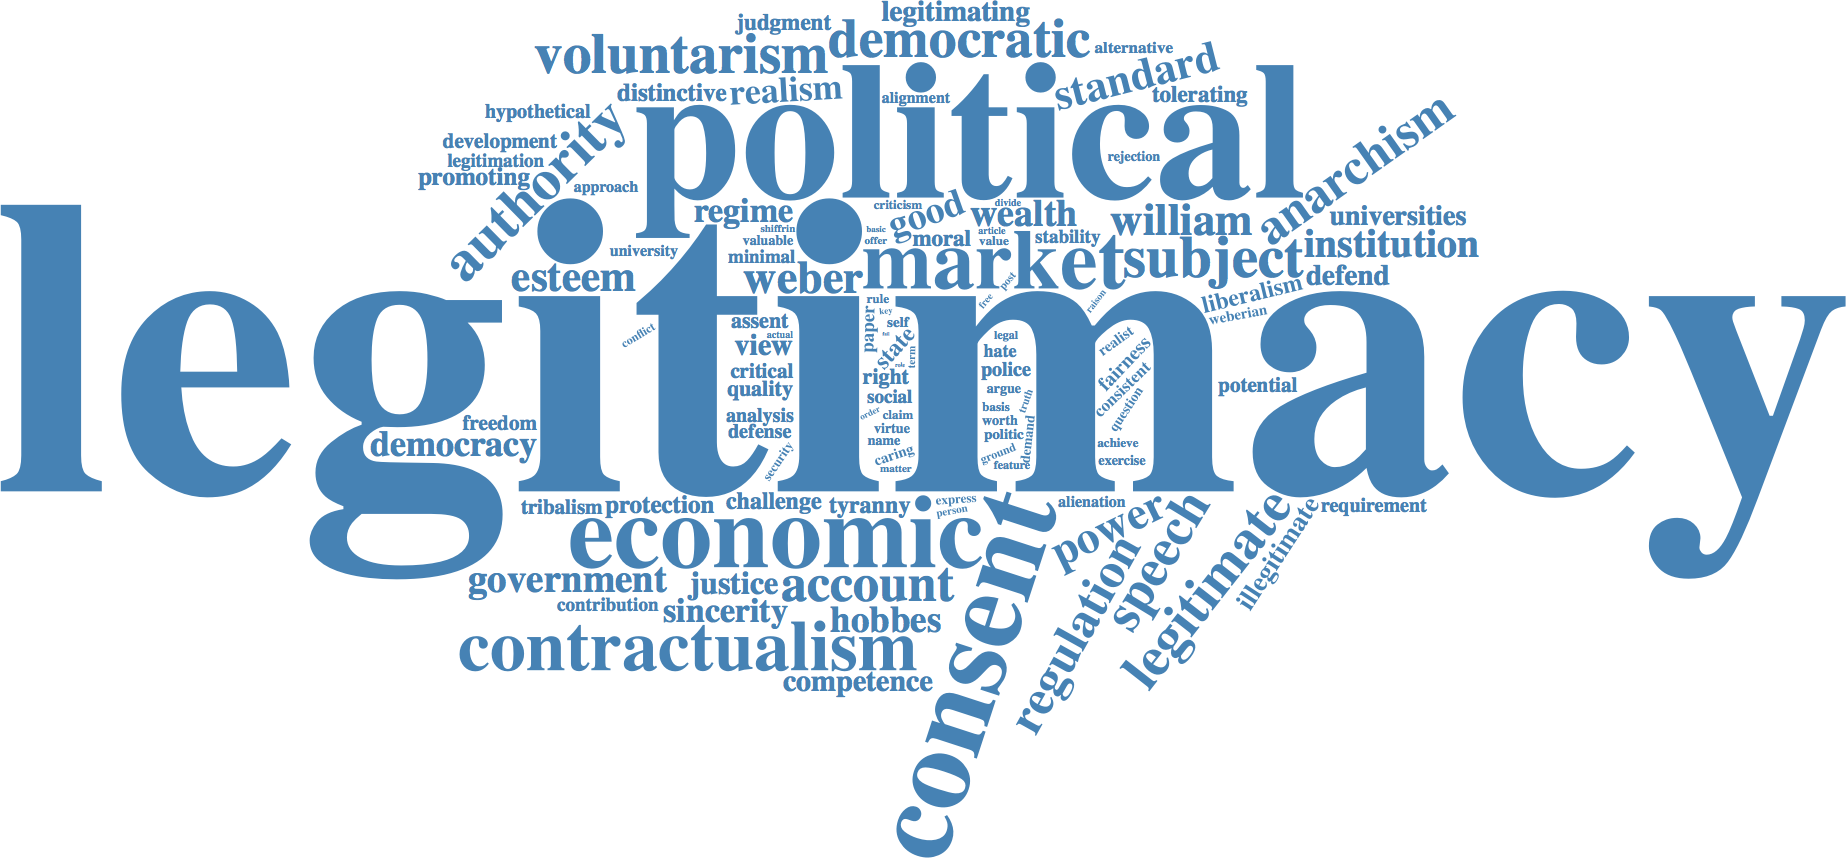 legitimating
judgment
democratic
voluntarism
alternative
standard
realism
distinctive
alignment
tolerating
political
hypothetical
authority
anarchism
development
legitimation
promoting
approach
rejection
regime
criticism
good
divide
wealth
william
universities
shiffrin
basic
article
valuable
offer
moral
value
stability
university
minimal
market
subject
institution
esteem
weber
defend
liberalism
weberian
legitimacy
free
post
raison
rule
key
paper
self
full
state
term
role
right
social
order
claim
virtue
name
caring
matter
conflict
assent
actual
view
critical
quality
analysis
defense
security
legal
hate
police
argue
basis
truth
worth
politic
demand
ground
feature
realist
fairness
consistent
question
achieve
exercise
potential
freedom
democracy
tribalism
protection
challenge
tyranny
express
person
alienation
requirement
economic
consent
power
speech
legitimate
illegitimate
regulation
government
justice
account
contribution
sincerity
hobbes
contractualism
competence